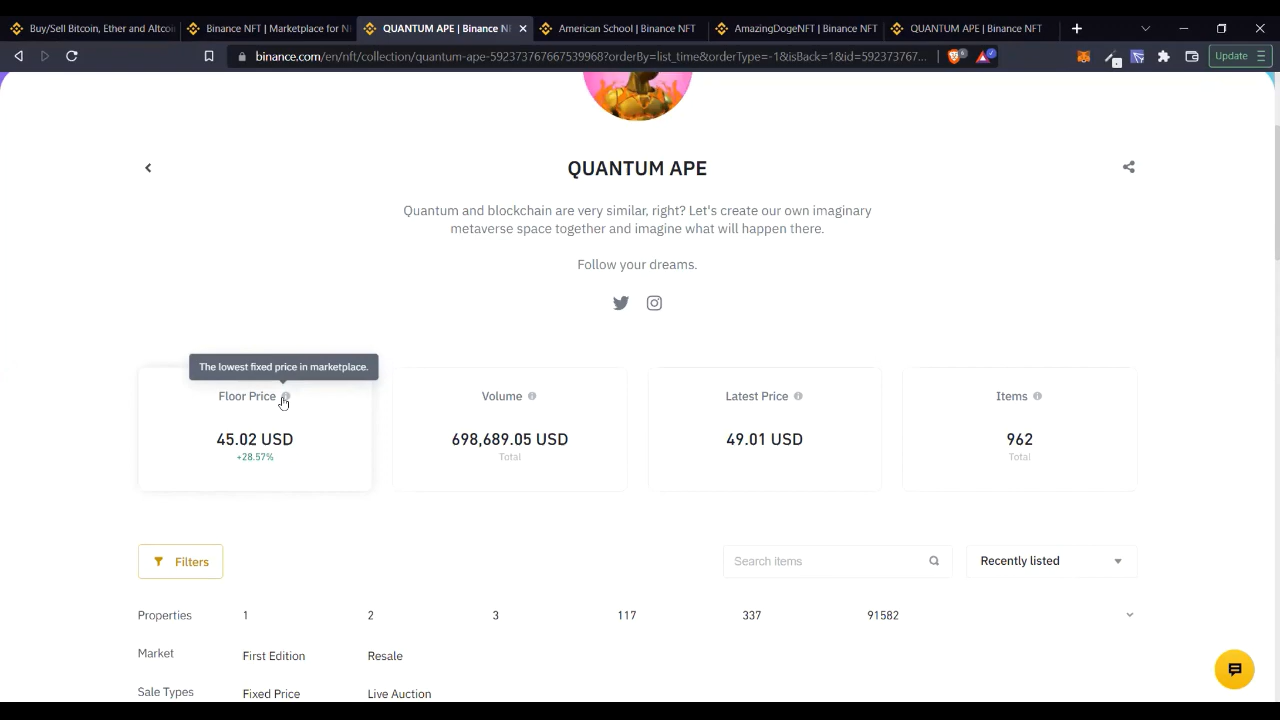 Buy/Sell Bitcoin, Ether and Altcoin
Binance NFT | Marketplace for N
QUANTUM APE | Binance N
American School | Binance NFT
AmazingDogeNFT | Binance NFT
QUANTUM APE | Binance NFT
binance.com/en/nft/collection/quantum-ape-592373767667539968?orderBy=list_time&orderType=-1&isBack=1&id=592373767...
Update
QUANTUM APE
Quantum and blockchain are very similar, right? Let's create our own imaginary
metaverse space together and imagine what will happen there.
Follow your dreams.
The lowest fixed price in marketplace.
Floor Price
45.02 USD
+28.57%
Volume
698,689.05 USD
Total
Latest Price
49.01 USD
Items
962
Total
Filters
Search items
Recently listed
Properties 1 2 3 117 337 91582
Market First Edition Resale
Sale Types Fixed Price Live Auction